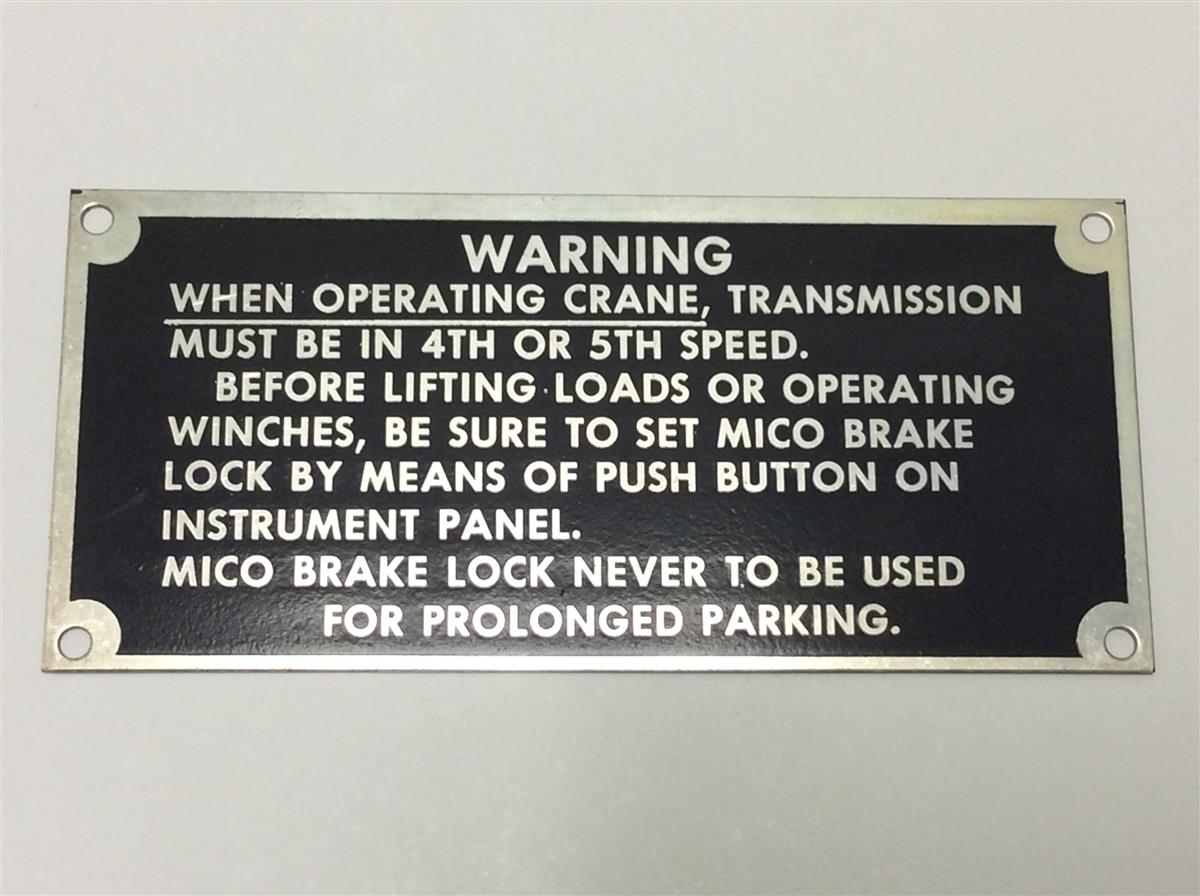 WARNING
WHEN OPERATING CRANE, TRANSMISSION
MUST BE IN 4TH OR 5TH SPEED.
BEFORE LIFTING LOADS OR OPERATING
WINCHES, BE SURE TO SET MICO BRAKE
LOCK BY MEANS OF PUSH BUTTON ON
INSTRUMENT PANEL.
MICO BRAKE LOCK NEVER TO BE USED
FOR PROLONGED PARKING.